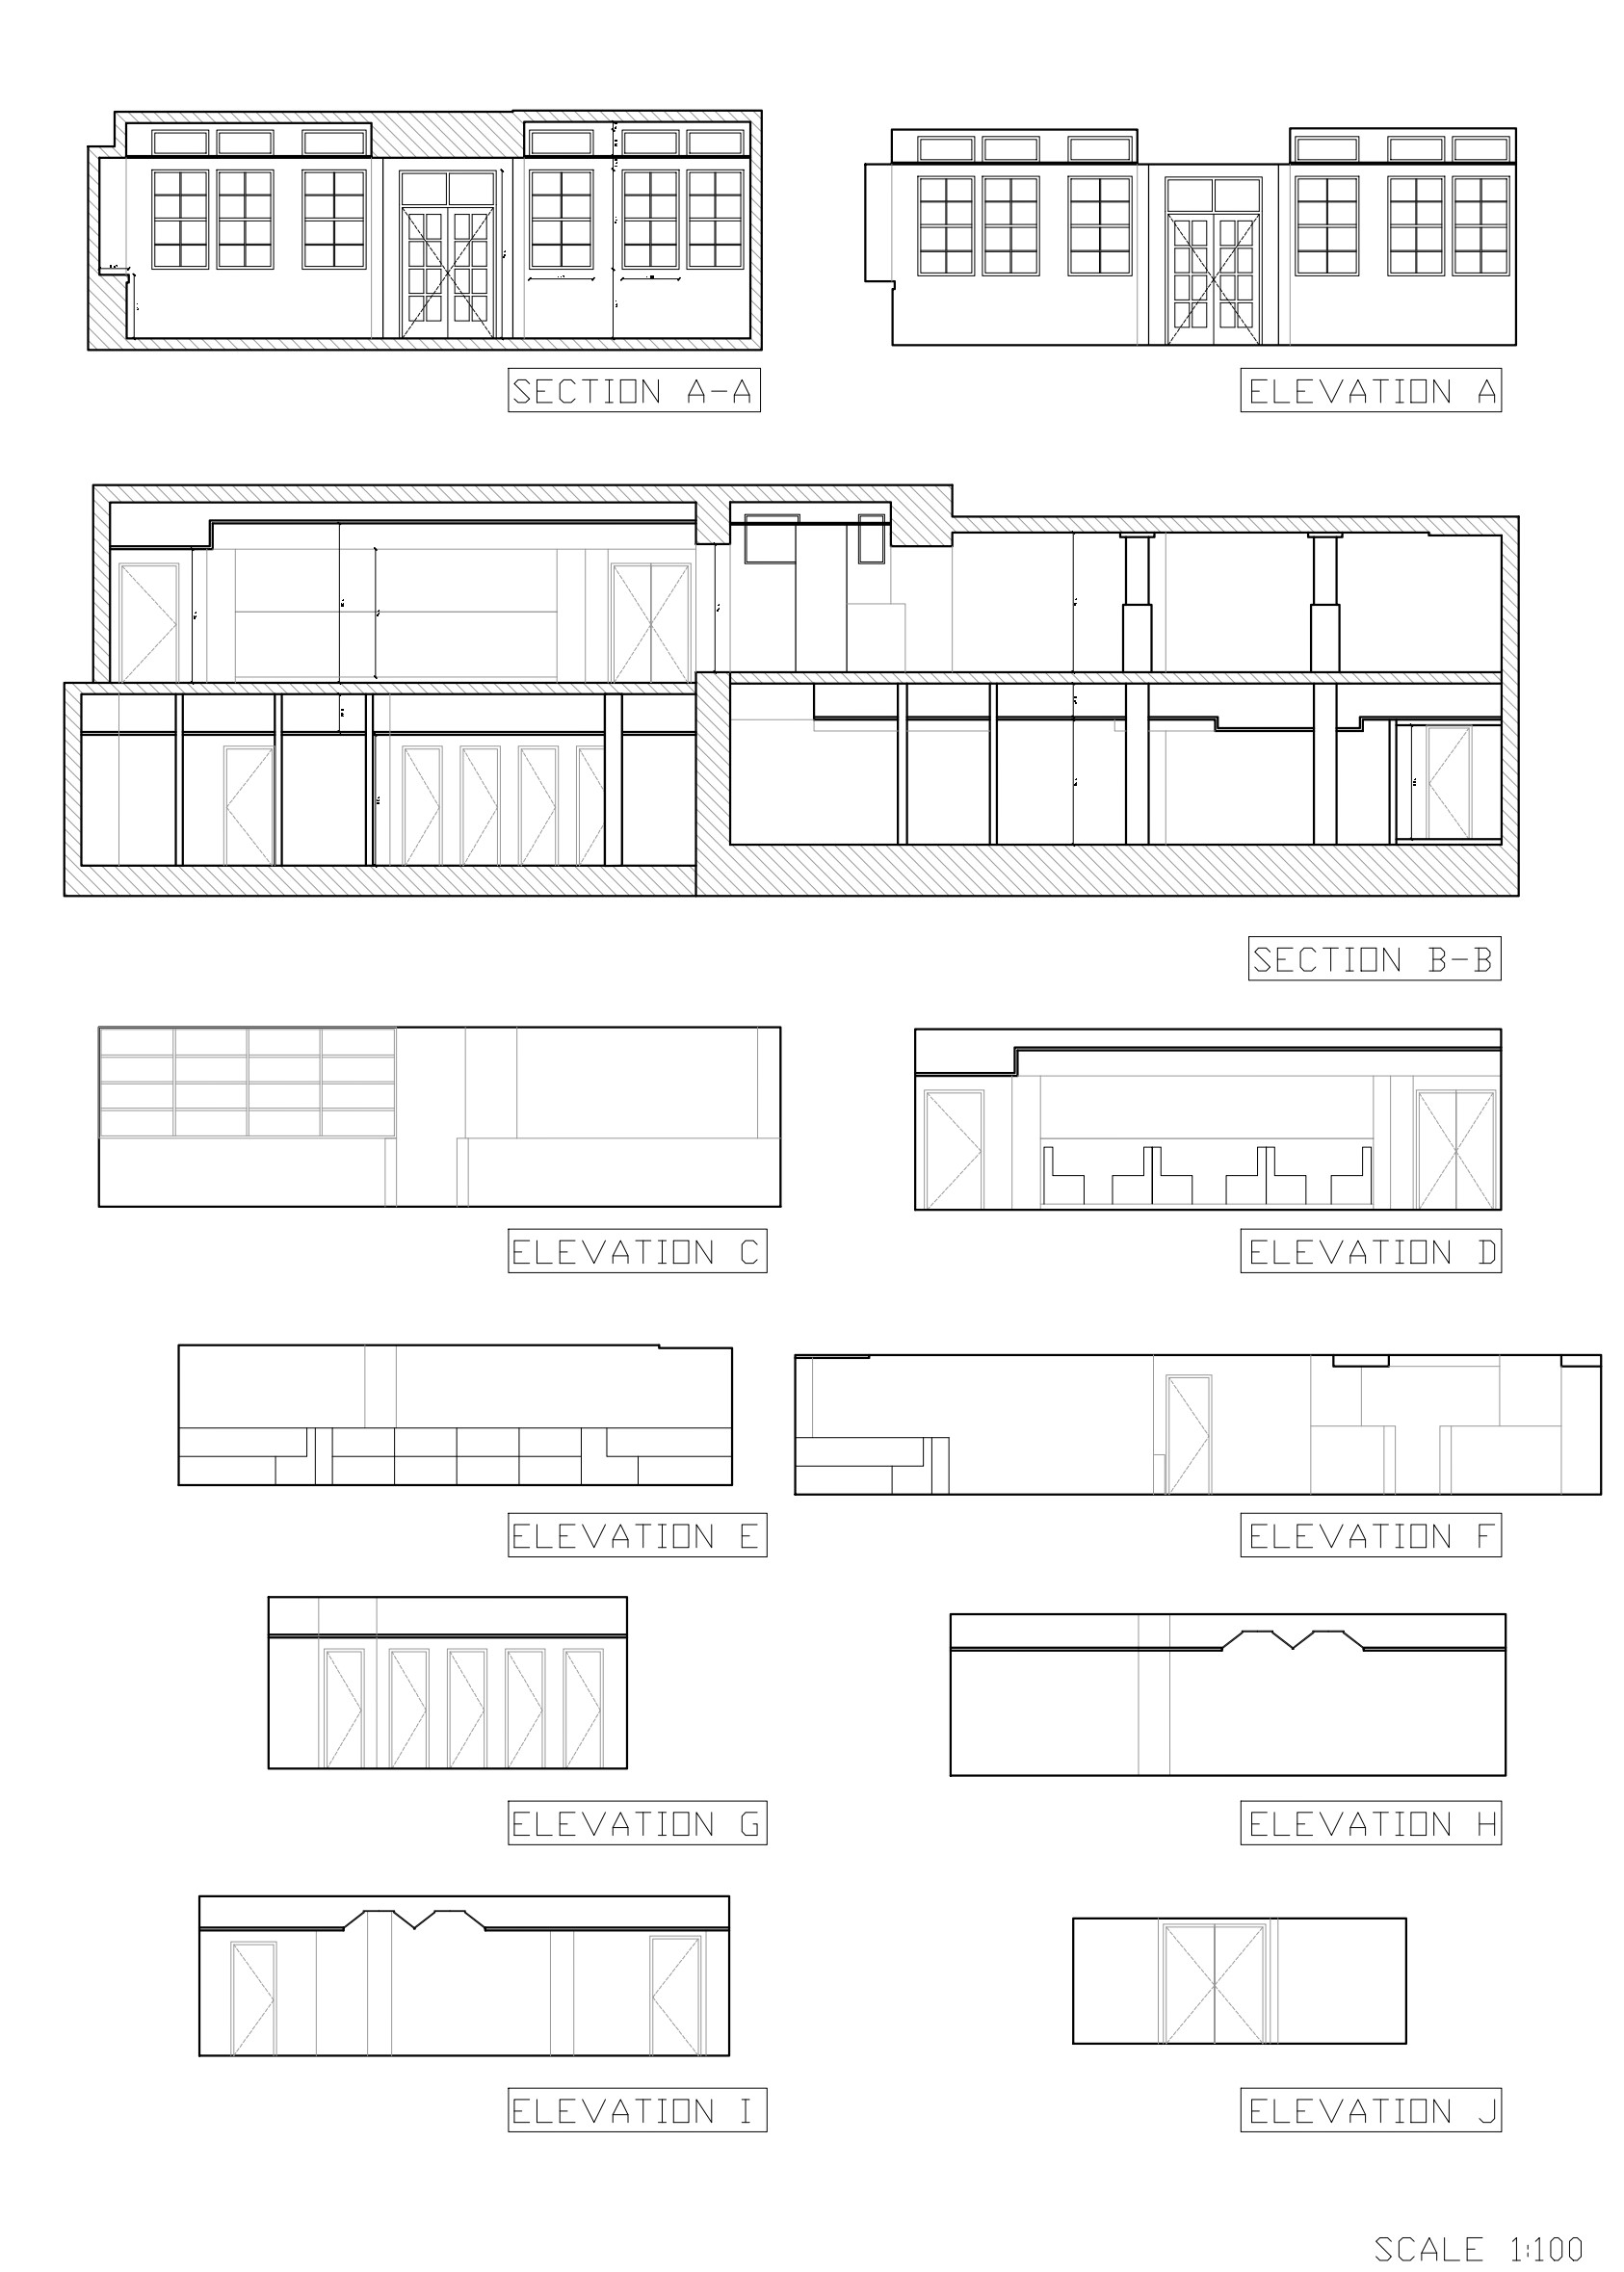 SECTION A-A
ELEVATION A
SECTION B-B
ELEVATION C
ELEVATION D
ELEVATION E
ELEVATION F
ELEVATION G
ELEVATION H
ELEVATION I
ELEVATION J
SCALE 1:100